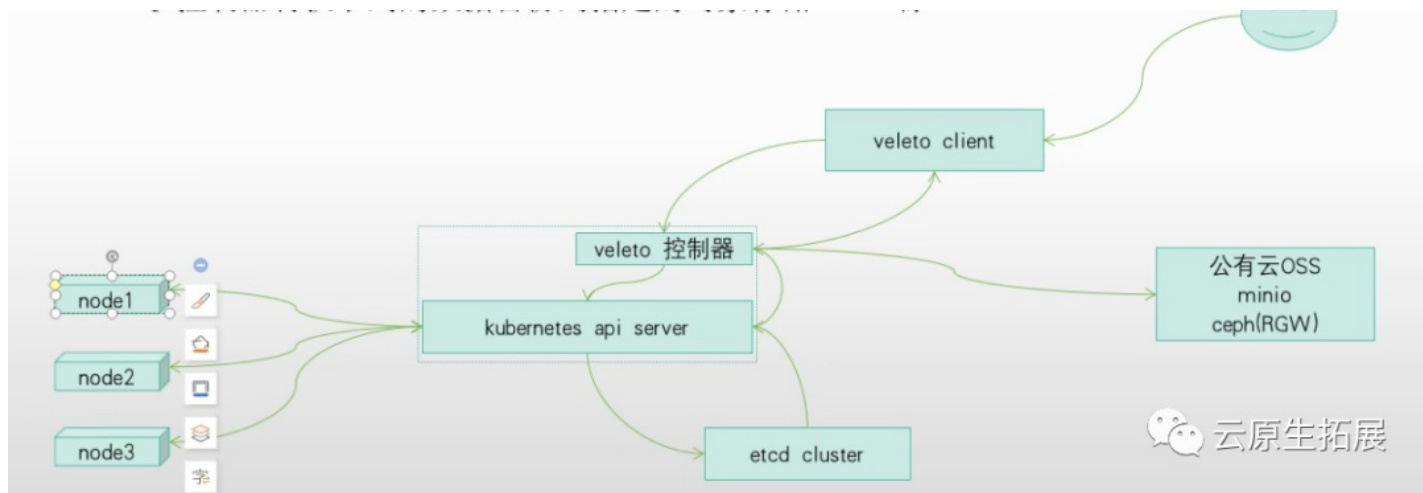 veleto client
veleto 控制器
公有云OSS
minio
ceph(RGW)
node1
kubernetes api server
node2
node3
etcd cluster
字
云原生拓展